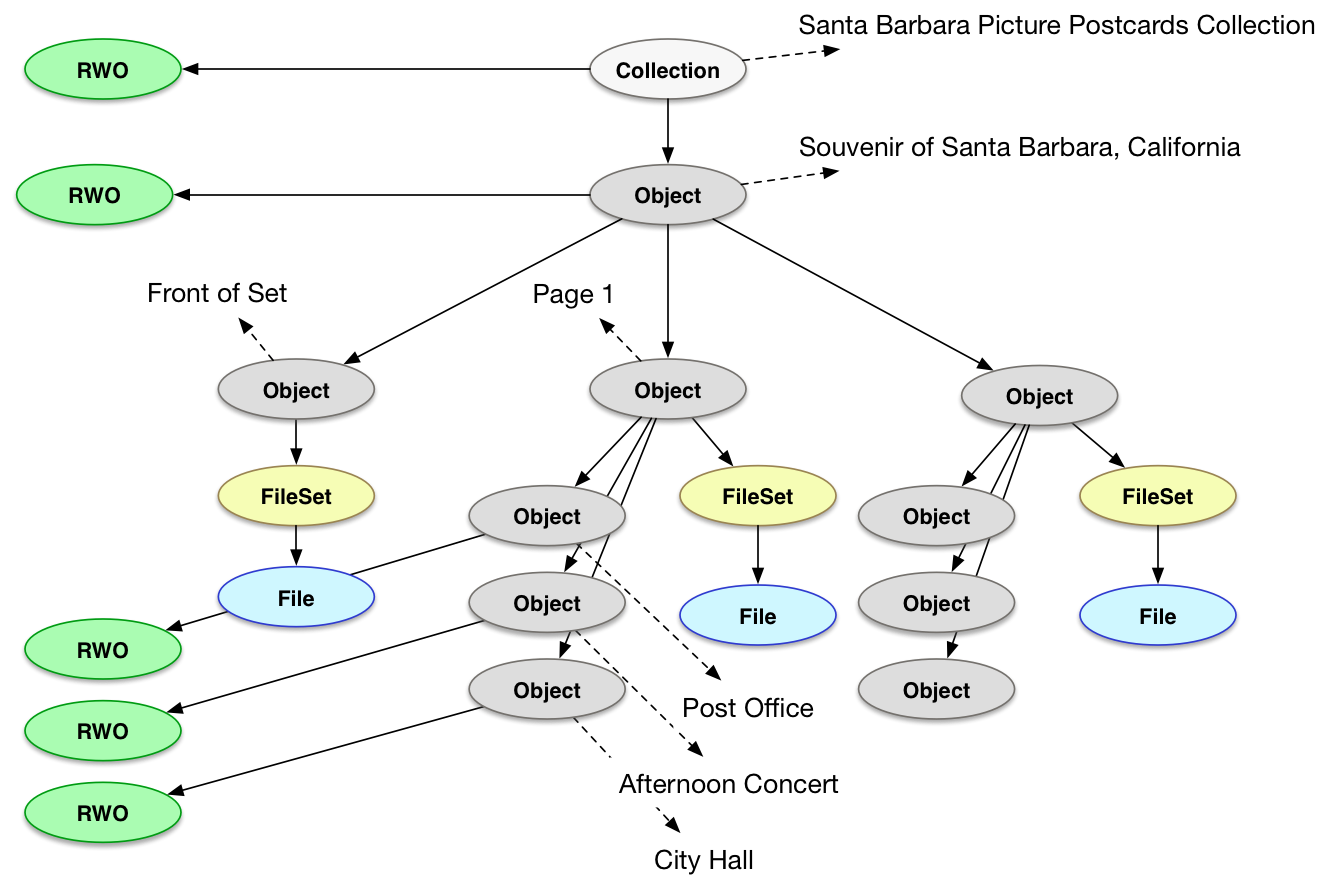 Santa Barbara Picture Postcards Collection
RWO
Collection
Souvenir of Santa Barbara, California
RWO
Object
Front of Set
Page 1
Object
Object
Object
FileSet
FileSet
FileSet
Object
Object
File
Object
Object
File
File
RWO
Object
Object
Post Office
RWO
Afternoon Concert
RWO
City Hall